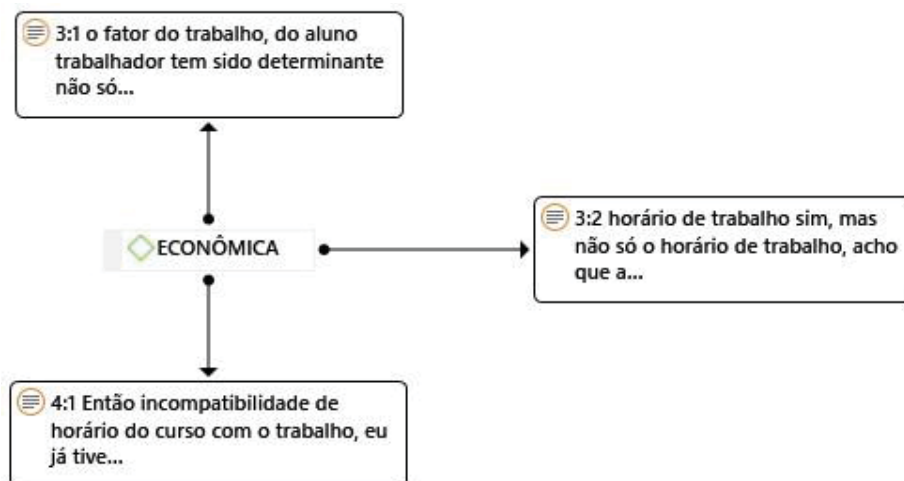 3:1 o fator do trabalho, do aluno
trabalhador tem sido determinante
não só...
ECONÔMICA
3:2 horário de trabalho sim, mas
não só o horário de trabalho, acho
que a...
4:1 Então incompatibilidade de
horário do curso com o trabalho, eu
já tive...